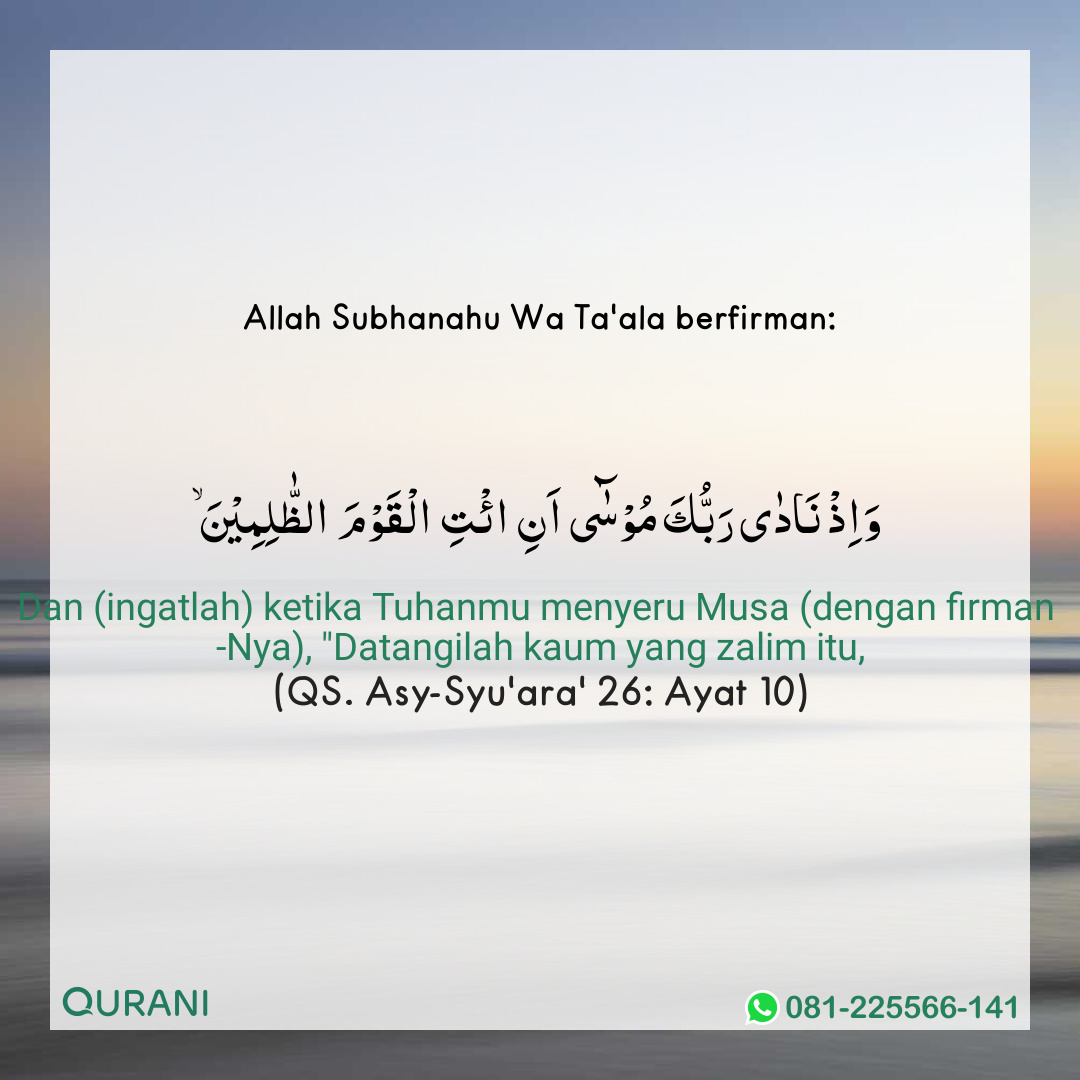 Allah Subhanahu Wa Ta'ala berfirman:
وَاِذْ نَادٰى رَبُّكَ مُوْسٰۤى اَنِ ائْتِ الْقَوْمَ الظّٰلِمِيْنَ ۙ
Dan (ingatlah) ketika Tuhanmu menyeru Musa (dengan firman
-Nya), "Datangilah kaum yang zalim itu,
(QS. Asy-Syu'ara' 26: Ayat 10)
QURANI
081-225566-141